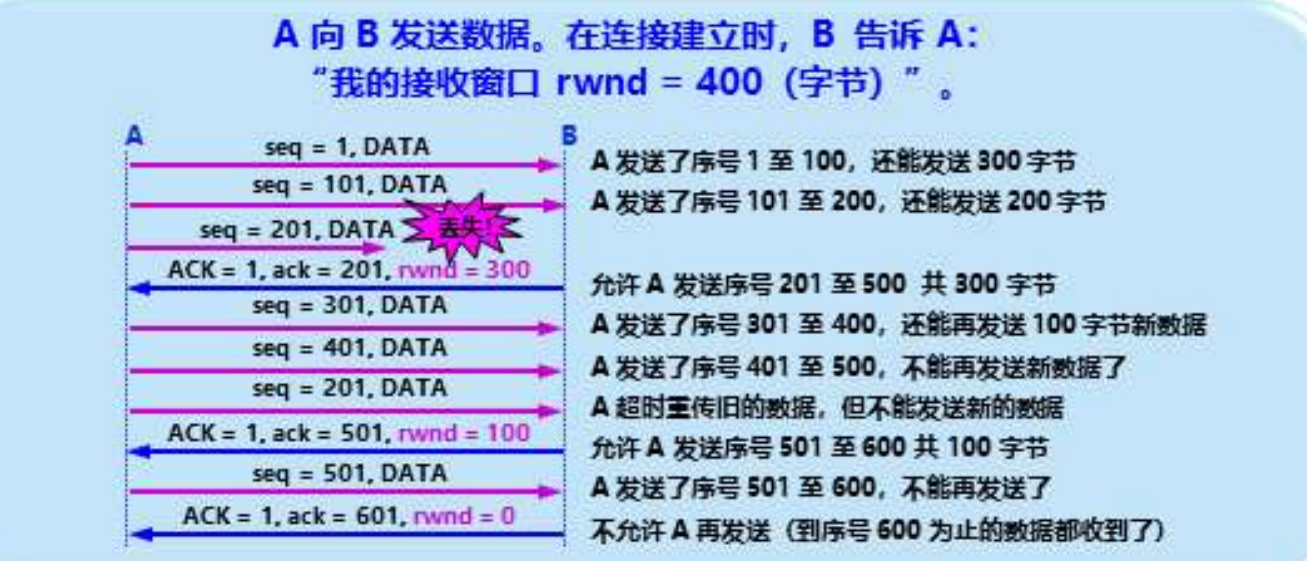 A 向 B 发送数据。在连接建立时，B 告诉 A：
“我的接收窗口 rwnd = 400（字节）”。
A B
seq = 1, DATA A 发送了序号 1 至 100，还能发送 300 字节
seq = 101, DATA A 发送了序号 101 至 200，还能发送 200 字节
seq = 201, DATA 丢失！
ACK = 1, ack = 201, rwnd = 300 允许 A 发送序号 201 至 500 共 300 字节
seq = 301, DATA A 发送了序号 301 至 400，还能再发送 100 字节新数据
seq = 401, DATA A 发送了序号 401 至 500，不能再发送新数据了
seq = 201, DATA A 超时重传旧的数据，但不能发送新的数据
ACK = 1, ack = 501, rwnd = 100 允许 A 发送序号 501 至 600 共 100 字节
seq = 501, DATA A 发送了序号 501 至 600，不能再发送了
ACK = 1, ack = 601, rwnd = 0 不允许 A 再发送（到序号 600 为止的数据都收到了）